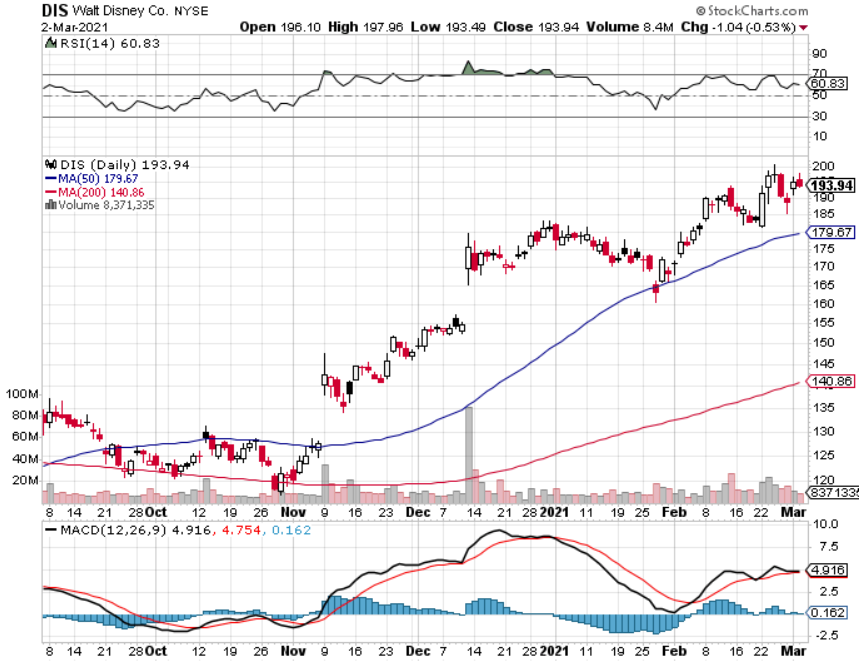 DIS Walt Disney Co. NYSE
© StockCharts.com
2-Mar-2021
Open 196.10 High 197.96 Low 193.49 Close 193.94 Volume 8.4M Chg -1.04 (-0.53%)
RSI(14) 60.83
90
70
60.83
50
30
10
DIS (Daily) 193.94
MA(50) 179.67
MA(200) 140.86
Volume 8,371,335
200
193.94
190
185
179.67
175
170
165
160
155
150
145
140.86
135
130
125
120
8371335
100M
80M
60M
40M
20M
8 14 21 28 Oct 12 19 26 Nov 9 16 23 Dec 7 14 21 28 2021 11 19 25 Feb 8 16 22 Mar
MACD(12,26,9) 4.916, 4.754, 0.162
10.0
7.5
4.916
2.5
0.162
-2.5
8 14 21 28 Oct 12 19 26 Nov 9 16 23 Dec 7 14 21 28 2021 11 19 25 Feb 8 16 22 Mar